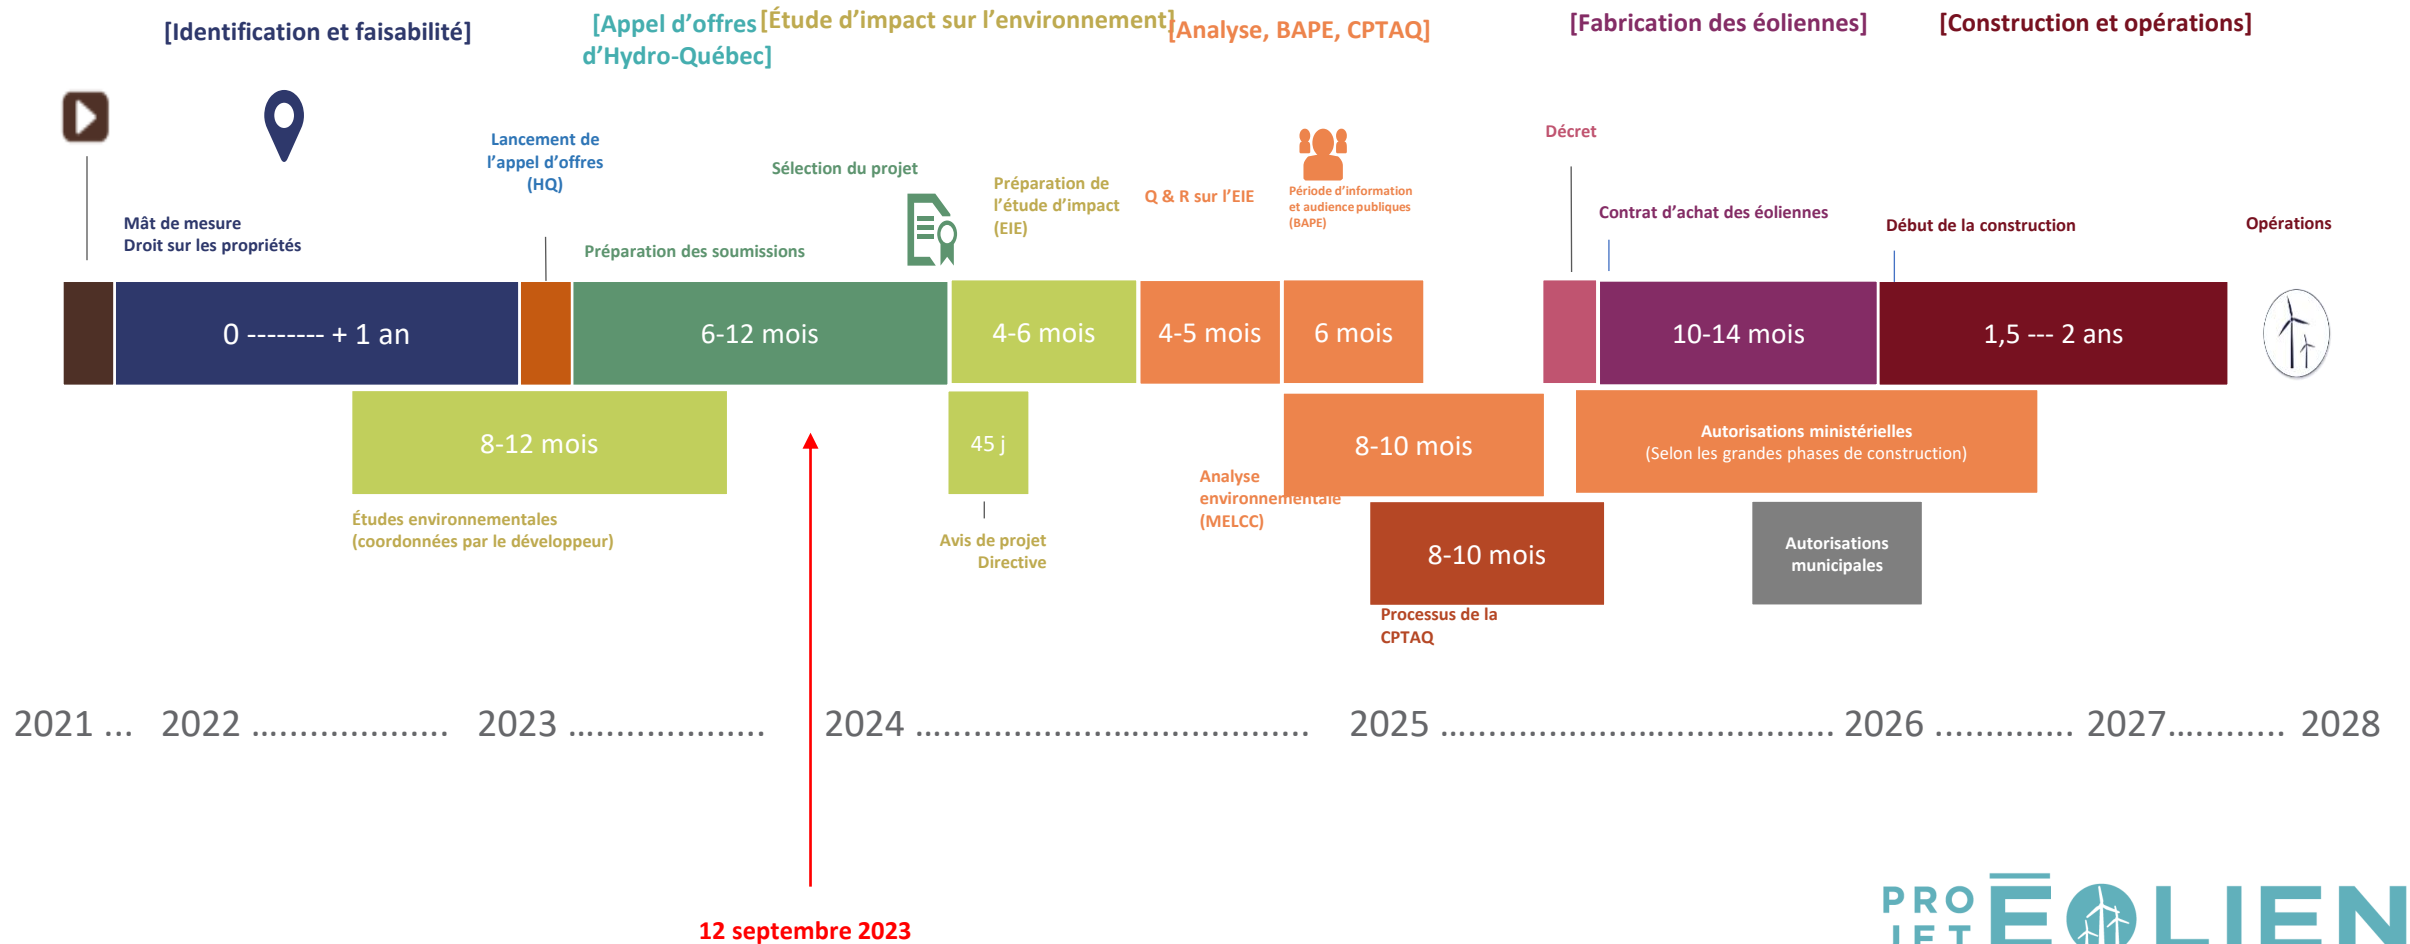 [Identification et faisabilité]
[Appel d'offres
d'Hydro-Québec]
[Étude d'impact sur l'environnement]
[Analyse, BAPE, CPTAQ]
[Fabrication des éoliennes]
[Construction et opérations]
Mât de mesure
Droit sur les propriétés
Lancement de
l'appel d'offres
(HQ)
Préparation des soumissions
Sélection du projet
Préparation de
l'étude d'impact
(EIE)
Q & R sur l'EIE
Période d'information
et audience publiques
(BAPE)
Décret
Contrat d'achat des éoliennes
Début de la construction
Opérations
0 -------- + 1 an
6-12 mois
4-6 mois
4-5 mois
6 mois
10-14 mois
1,5 --- 2 ans
8-12 mois
45 j
8-10 mois
Autorisations ministérielles
(Selon les grandes phases de construction)
Études environnementales
(coordonnées par le développeur)
Avis de projet
Directive
Analyse
environnementale
(MELCC)
8-10 mois
Autorisations
municipales
Processus de la
CPTAQ
2021 ... 2022 .................... 2023 .................... 2024 ........................................ 2025 ........................................ 2026 .............. 2027............ 2028
12 septembre 2023
PRO
JET
ÉOLIEN